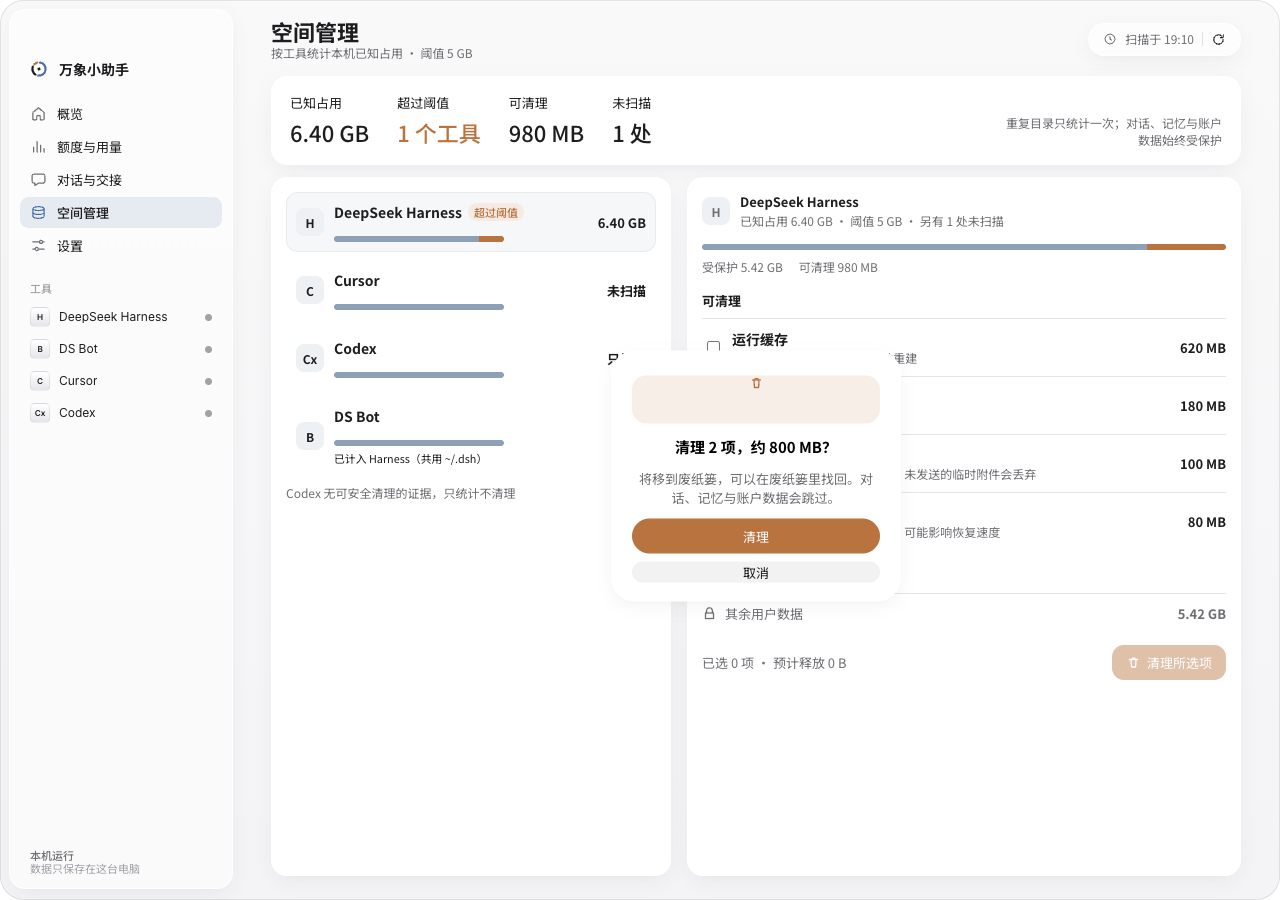 万象小助手
概览
额度与用量
对话与交接
空间管理
设置
工具
H DeepSeek Harness
B DS Bot
C Cursor
Cx Codex
本机运行
数据只保存在这台电脑
空间管理
按工具统计本机已知占用 · 阈值 5 GB
扫描于 19:10
已知占用
6.40 GB
超过阈值
1 个工具
可清理
980 MB
未扫描
1 处
重复目录只统计一次；对话、记忆与账户
数据始终受保护
H
DeepSeek Harness 超过阈值
6.40 GB
C
Cursor
未扫描
Cx
Codex
B
DS Bot
已计入 Harness（共用 ~/.dsh）
Codex 无可安全清理的证据，只统计不清理
H
DeepSeek Harness
已知占用 6.40 GB · 阈值 5 GB · 另有 1 处未扫描
受保护 5.42 GB 可清理 980 MB
可清理
运行缓存
620 MB
重建
180 MB
100 MB
未发送的临时附件会丢弃
80 MB
可能影响恢复速度
其余用户数据
5.42 GB
已选 0 项 · 预计释放 0 B
清理所选项
清理 2 项，约 800 MB？
将移到废纸篓，可以在废纸篓里找回。对
话、记忆与账户数据会跳过。
清理
取消